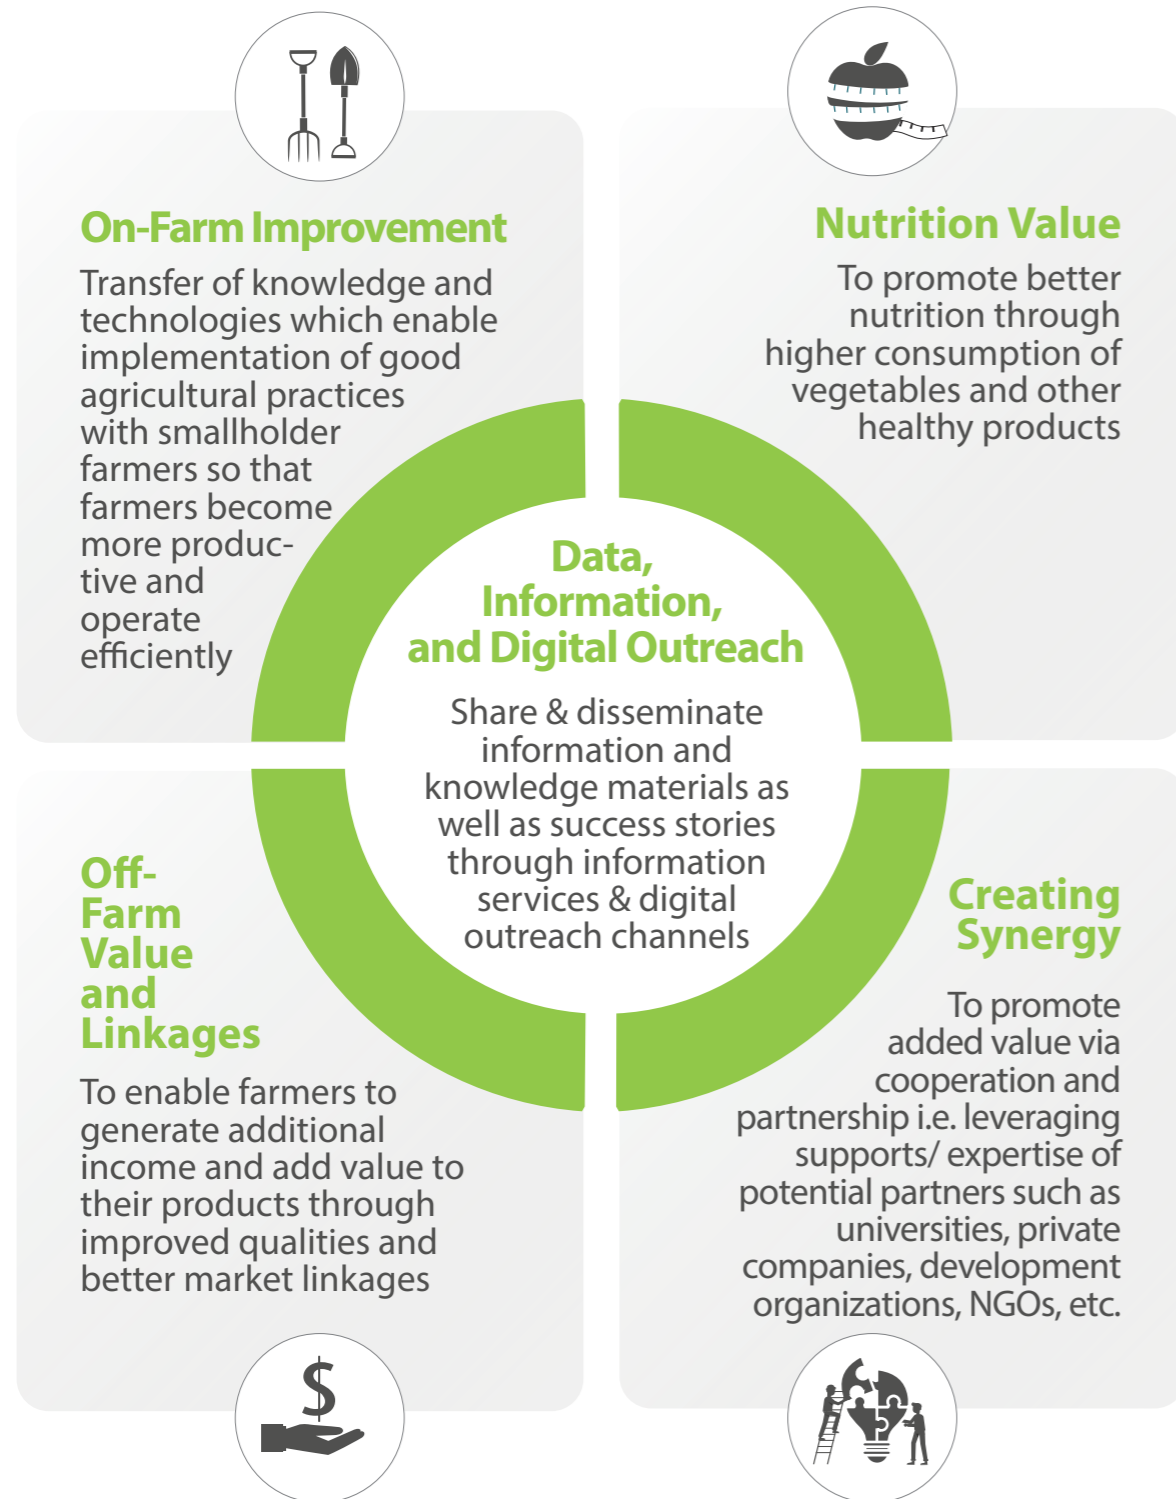 On-Farm Improvement
Transfer of knowledge and
technologies which enable
implementation of good
agricultural practices
with smallholder
farmers so that
farmers become
more produc-
tive and
operate
efficiently
Nutrition Value
To promote better
nutrition through
higher consumption of
vegetables and other
healthy products
Data,
Information,
and Digital Outreach
Share & disseminate
information and
knowledge materials as
well as success stories
through information
services & digital
outreach channels
Off-
Farm
Value
and
Linkages
To enable farmers to
generate additional
income and add value to
their products through
improved qualities and
better market linkages
$
Creating
Synergy
To promote
added value via
cooperation and
partnership i.e. leveraging
supports/ expertise of
potential partners such as
universities, private
companies, development
organizations, NGOs, etc.